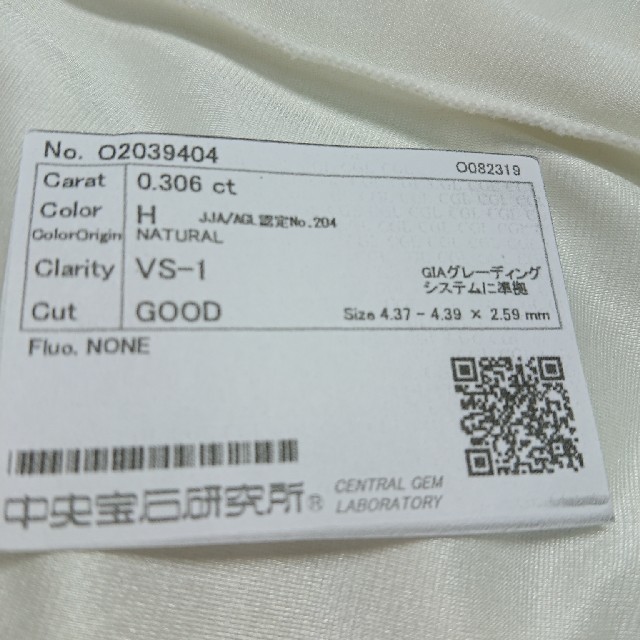 No. O2039404
O082319
Carat 0.306 ct
Color H JJA/AGL認定No.204
ColorOrigin NATURAL
Clarity VS-1
GIAグレーディング
システムに準拠
Cut GOOD
Size 4.37 - 4.39 × 2.59 mm
Fluo. NONE
中央宝石研究所® CENTRAL GEM
LABORATORY